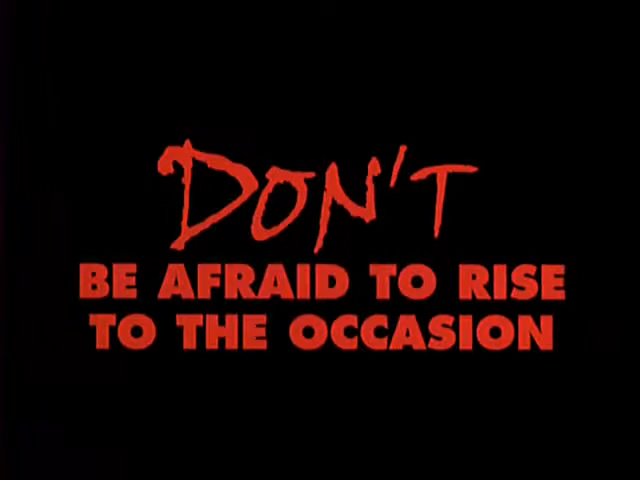 DON'T
BE AFRAID TO RISE
TO THE OCCASION